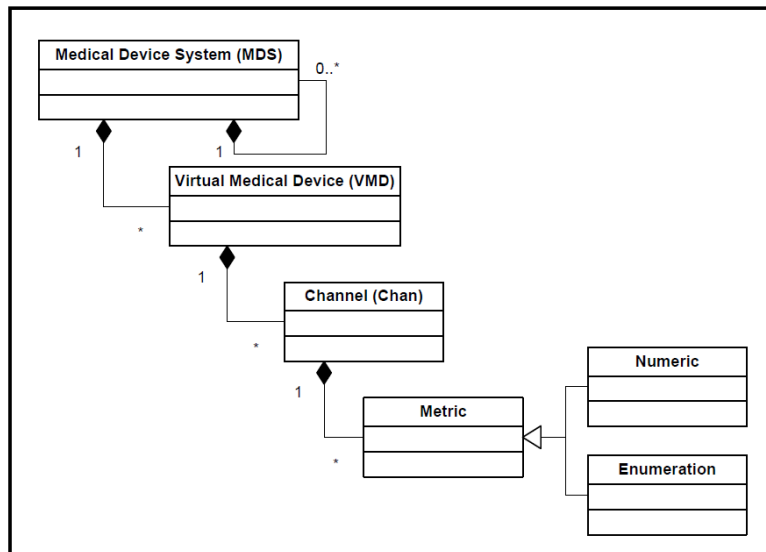 Medical Device System (MDS)
0..*
1
1
Virtual Medical Device (VMD)
*
1
Channel (Chan)
*
1
Numeric
Metric
*
Enumeration